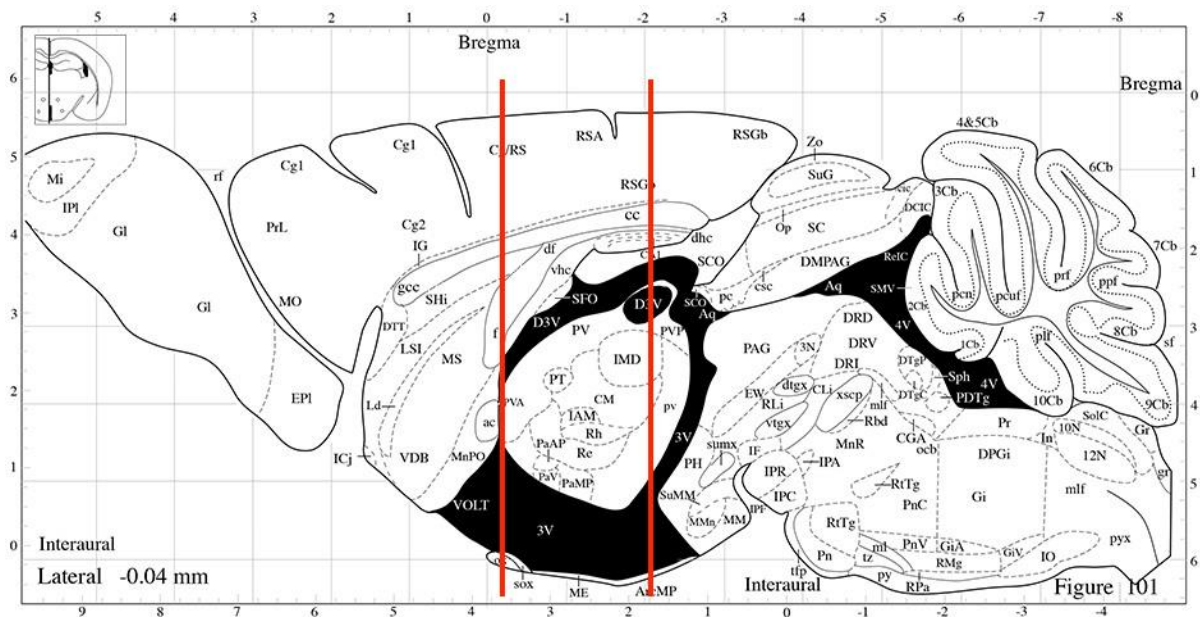 5 4 3 2 1 0 -1 -2 -3 -4 -5 -6 -7 -8
Bregma
Bregma
6 5 4 3 2 1 0
0 1 2 3 4 5 6
RSA
RSGb
Cg1
Cg1
Zo
4&5Cb
6Cb
Mi
IPl
rf
SuG
csc
3Cb
DCIC
Gl
PrL
Cg2
IG
cc
Op
SC
7Cb
df
dhc
SCO
DMPAG
ReIC
gcc
vhc
prf
ppf
SHi
SFO
csc
Aq
SMV
pcn
pcuf
Gl
MO
D3V
D3V
SCO
pc
2Cb
DTT
f
PV
PVP
Aq
DRD
4V
8Cb
LSI
MS
IMD
PAG
3N
DRV
1Cb
plf
sf
PT
DRI
DTgP
Sph
4V
EPl
Ld
PVA
CM
pv
EW
dtgx
CLi
xscp
mlf
DTgC
PDTg
10Cb
9Cb
ac
IAM
RLi
vtgx
Rbd
Pr
SolC
10N
Gr
Rh
3V
sumx
CGA
ocb
In
ICj
VDB
MnPO
PaAP
Re
PH
IF
MnR
DPGi
12N
gr
PaV
PaMP
IPR
IPA
RtTg
SuMM
IPC
PnC
Gi
mlf
VOLT
3V
MMn
MM
IPF
RtTg
PnV
GiA
GiV
IO
pyx
Interaural
Pn
ml
tz
RMg
Lateral -0.04 mm
sox
ME
tfp
py
RPa
Interaural
Figure 101
9 8 7 6 5 4 3 2 1 0 -1 -2 -3 -4